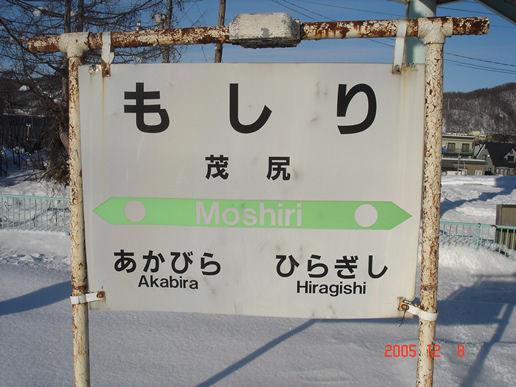 もしり
茂尻
Moshiri
あかびら ひらぎし
Akabira Hiragishi
2005 12 8